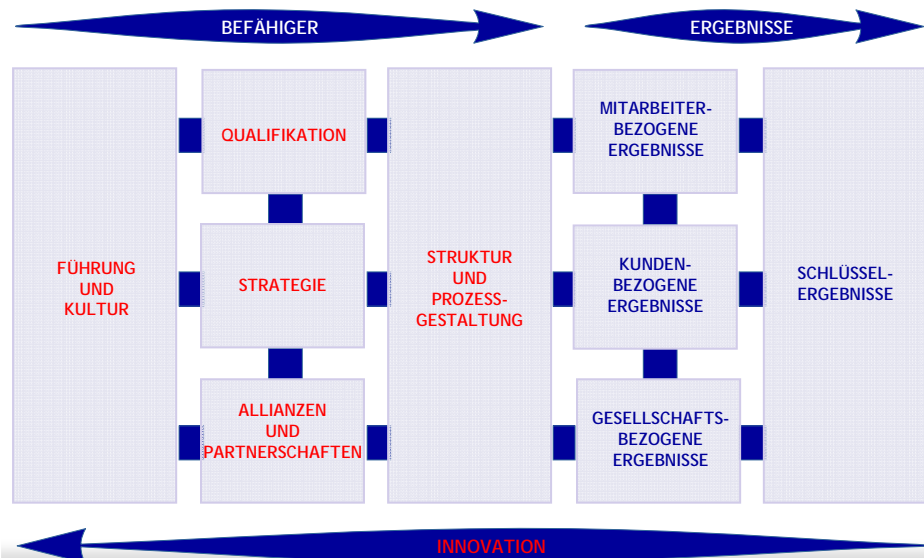 BEFÄHIGER
ERGEBNISSE
FÜHRUNG
UND
KULTUR
QUALIFIKATION
STRATEGIE
ALLIANZEN
UND
PARTNERSCHAFTEN
STRUKTUR
UND
PROZESS-
GESTALTUNG
MITARBEITER-
BEZOGENE
ERGEBNISSE
KUNDEN-
BEZOGENE
ERGEBNISSE
GESELLSCHAFTS-
BEZOGENE
ERGEBNISSE
SCHLÜSSEL-
ERGEBNISSE
INNOVATION